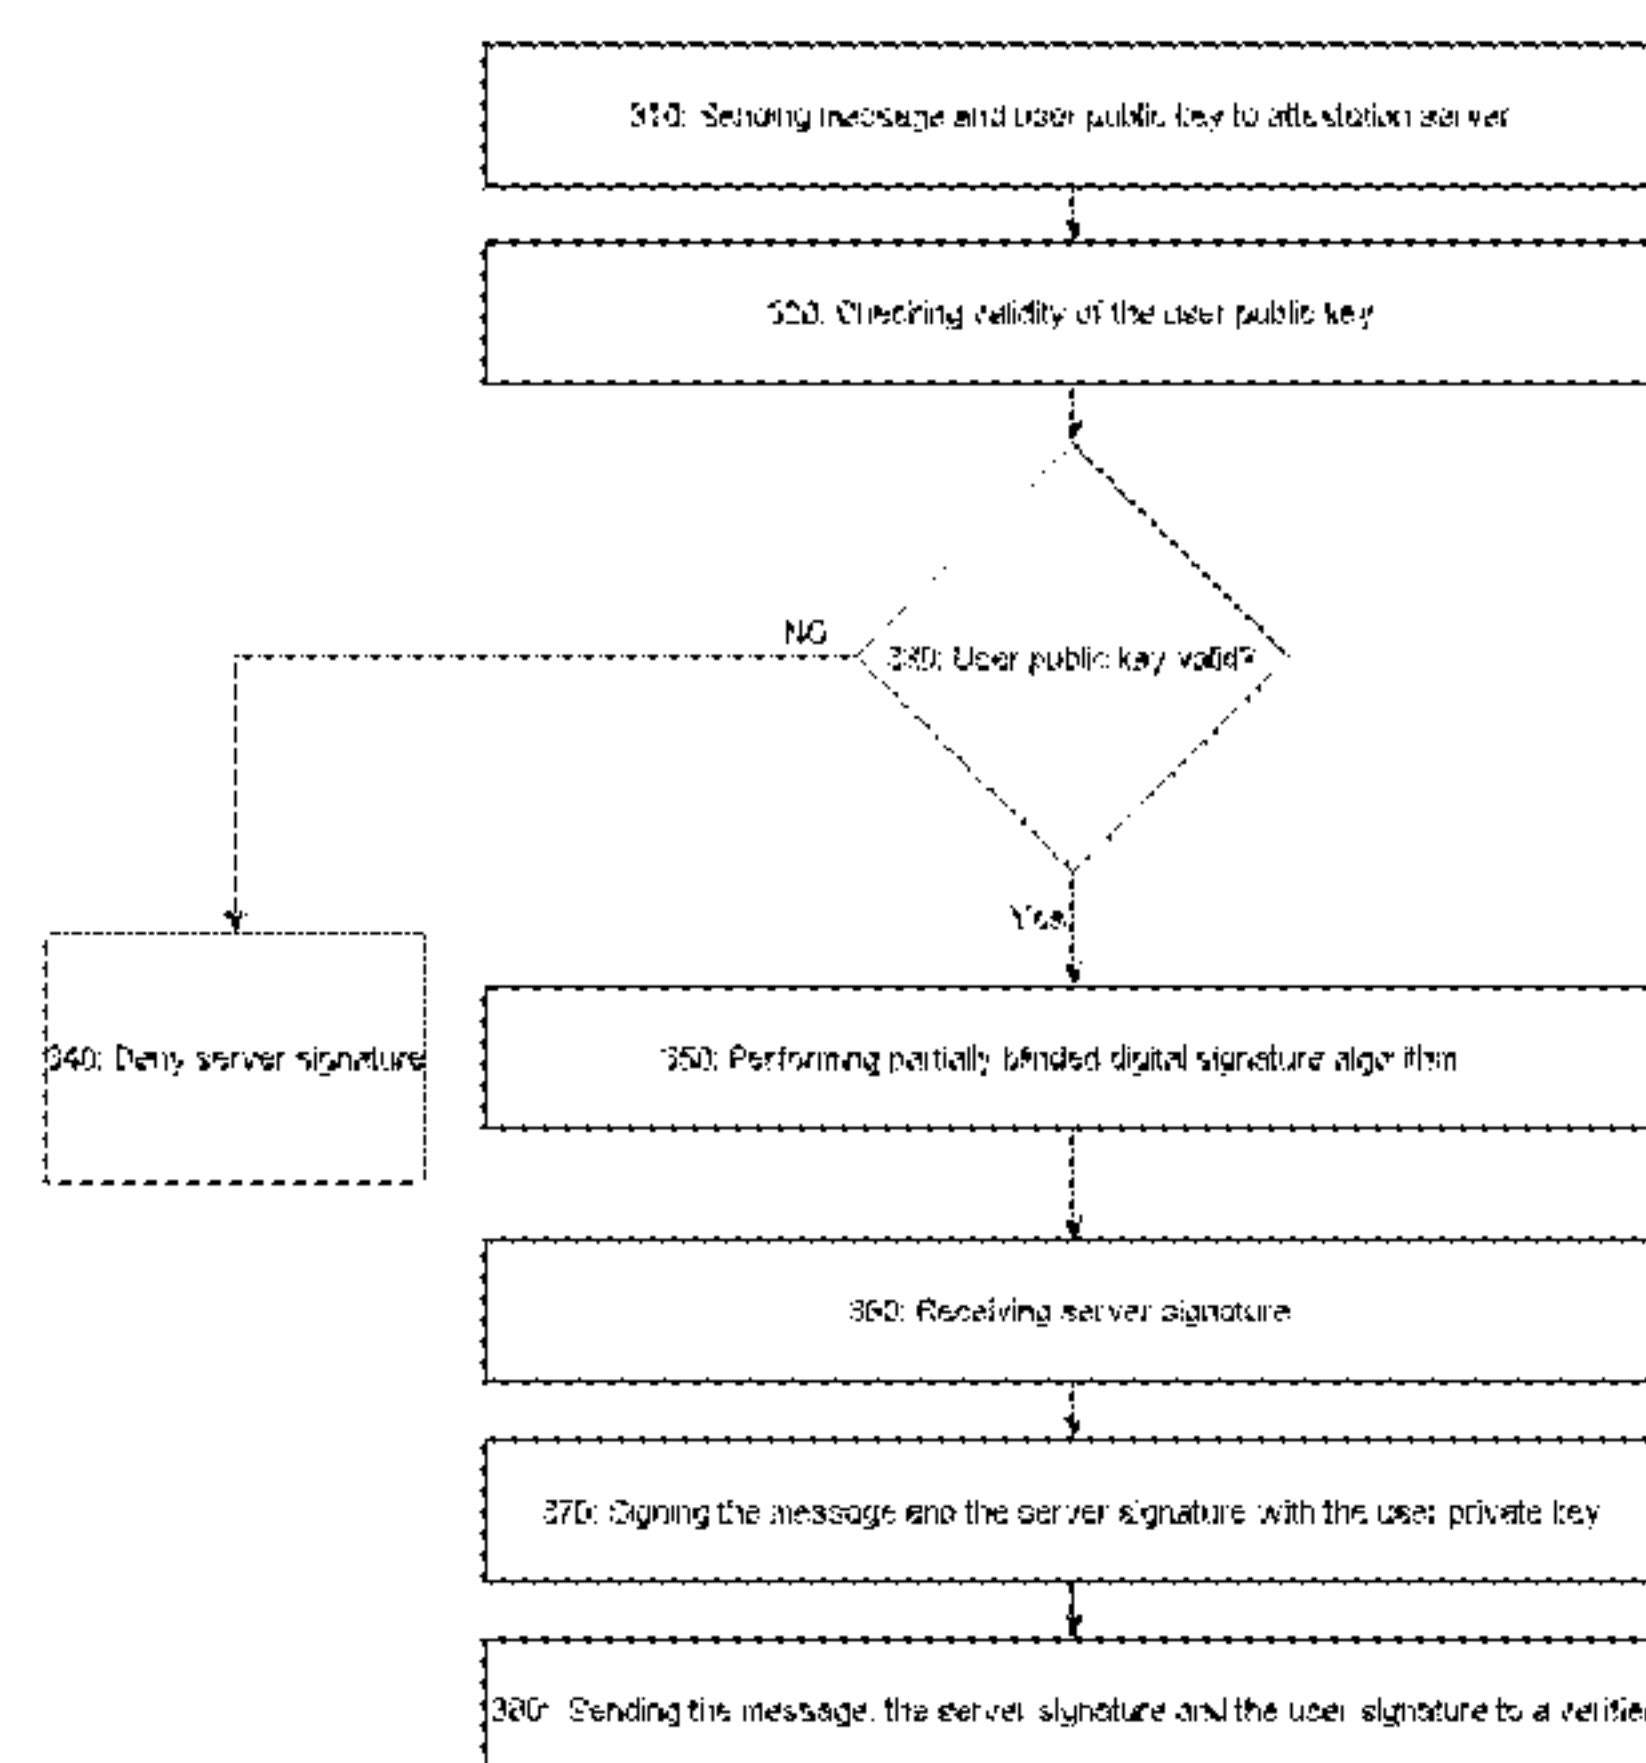 310: Sending message and user public key to attestation server
320: Checking validity of the user public key
NO
330: User public key valid?
Yes
340: Deny server signature
350: Performing partially blinded digital signature algorithm
360: Receiving server signature
370: Signing the message and the server signature with the user private key
380: Sending the message, the server signature and the user signature to a verifier